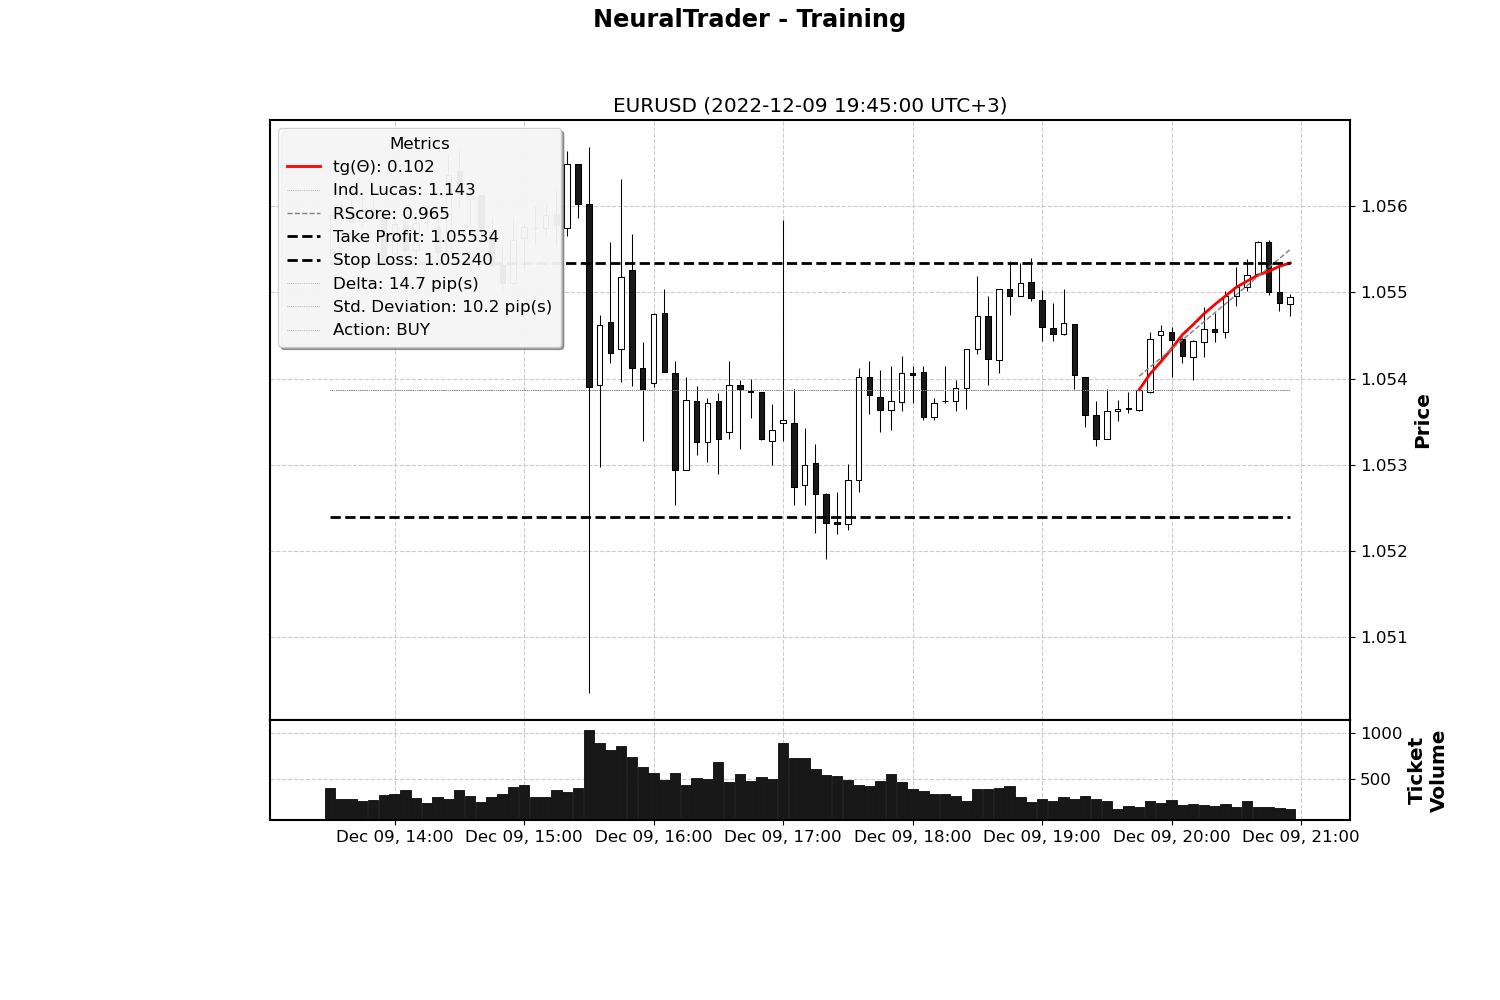 NeuralTrader - Training
EURUSD (2022-12-09 19:45:00 UTC+3)
Metrics
tg(Θ): 0.102
Ind. Lucas: 1.143
RScore: 0.965
Take Profit: 1.05534
Stop Loss: 1.05240
Delta: 14.7 pip(s)
Std. Deviation: 10.2 pip(s)
Action: BUY
1.056
1.055
1.054
1.053
1.052
1.051
Price
1000
500
Ticket
Volume
Dec 09, 14:00
Dec 09, 15:00
Dec 09, 16:00
Dec 09, 17:00
Dec 09, 18:00
Dec 09, 19:00
Dec 09, 20:00
Dec 09, 21:00